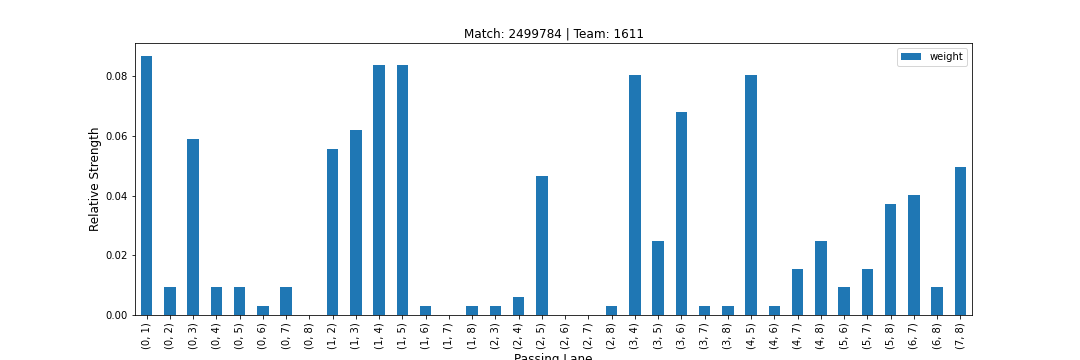 Match: 2499784 | Team: 1611
weight
Relative Strength
0.08
0.06
0.04
0.02
0.00
(0, 1) (0, 2) (0, 3) (0, 4) (0, 5) (0, 6) (0, 7) (0, 8) (1, 2) (1, 3) (1, 4) (1, 5) (1, 6) (1, 7) (1, 8) (2, 3) (2, 4) (2, 5) (2, 6) (2, 7) (2, 8) (3, 4) (3, 5) (3, 6) (3, 7) (3, 8) (4, 5) (4, 6) (4, 7) (4, 8) (5, 6) (5, 7) (5, 8) (6, 7) (6, 8) (7, 8)
Passing Lane